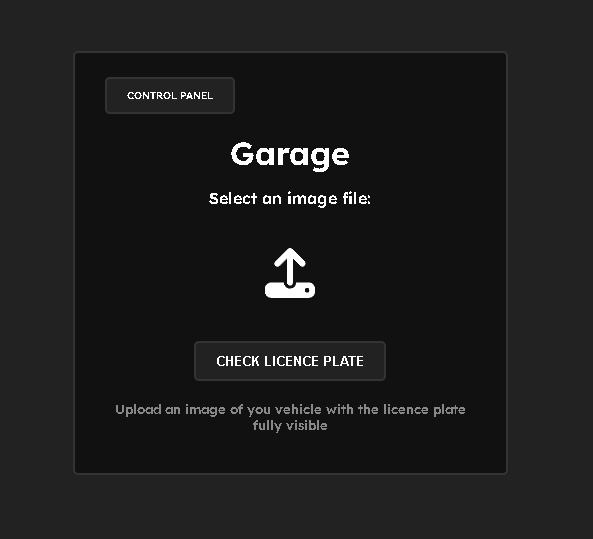 CONTROL PANEL
Garage
Select an image file:
CHECK LICENCE PLATE
Upload an image of you vehicle with the licence plate
fully visible